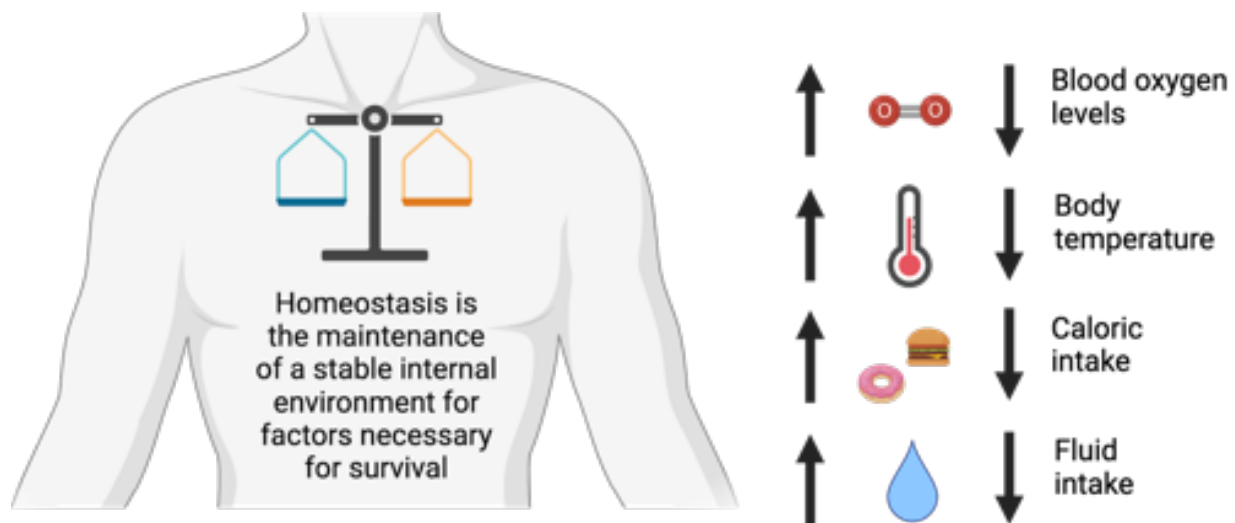 Homeostasis is
the maintenance
of a stable internal
environment for
factors necessary
for survival
O O
Blood oxygen
levels
Body
temperature
Caloric
intake
Fluid
intake